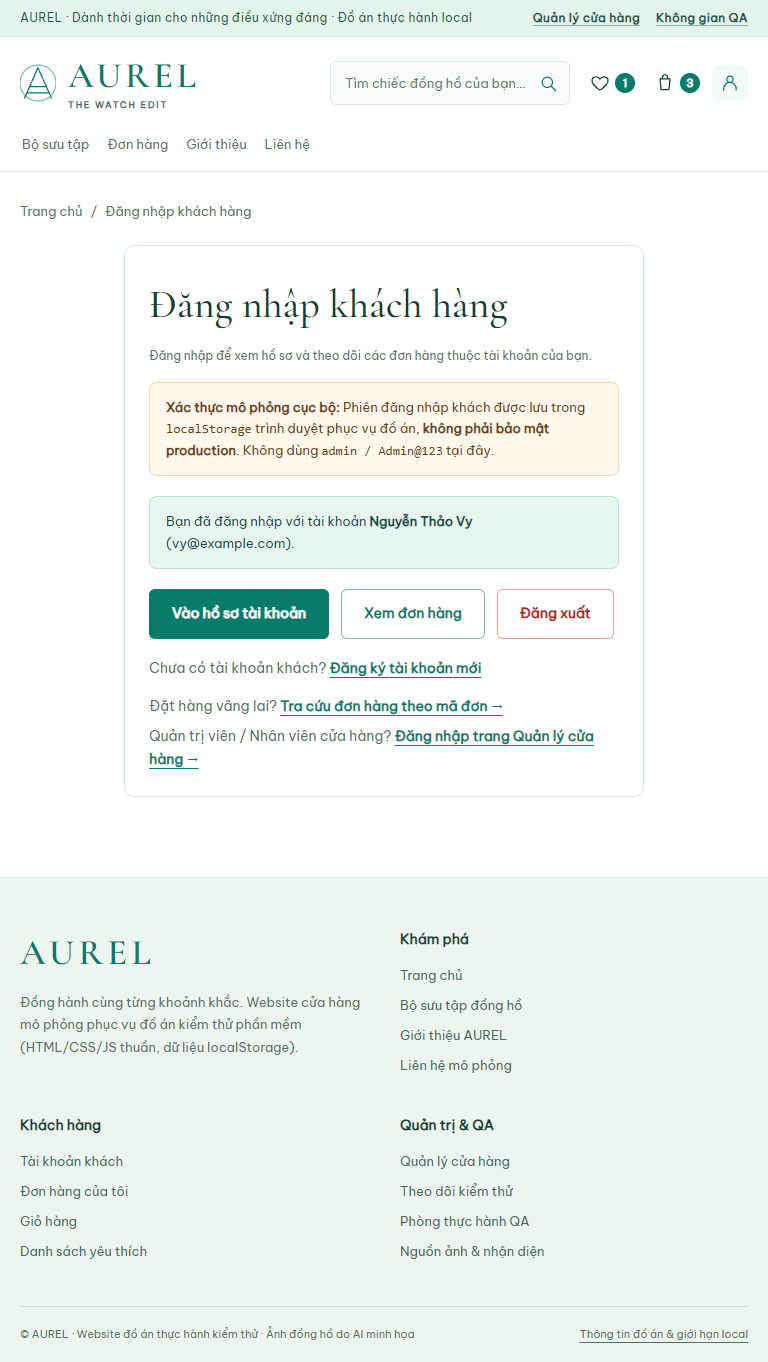 AUREL · Dành thời gian cho những điều xứng đáng · Đồ án thực hành local
Quản lý cửa hàng
Không gian QA
AUREL
THE WATCH EDIT
Tìm chiếc đồng hồ của bạn...
1
3
Bộ sưu tập
Đơn hàng
Giới thiệu
Liên hệ
Trang chủ / Đăng nhập khách hàng
Đăng nhập khách hàng
Đăng nhập để xem hồ sơ và theo dõi các đơn hàng thuộc tài khoản của bạn.
Xác thực mô phỏng cục bộ: Phiên đăng nhập khách được lưu trong
localStorage trình duyệt phục vụ đồ án, không phải bảo mật
production. Không dùng admin / Admin@123 tại đây.
Bạn đã đăng nhập với tài khoản Nguyễn Thảo Vy
(vy@example.com).
Vào hồ sơ tài khoản
Xem đơn hàng
Đăng xuất
Chưa có tài khoản khách? Đăng ký tài khoản mới
Đặt hàng vãng lai? Tra cứu đơn hàng theo mã đơn →
Quản trị viên / Nhân viên cửa hàng? Đăng nhập trang Quản lý cửa
hàng →
AUREL
Đồng hành cùng từng khoảnh khắc. Website cửa hàng
mô phỏng phục vụ đồ án kiểm thử phần mềm
(HTML/CSS/JS thuần, dữ liệu localStorage).
Khám phá
Trang chủ
Bộ sưu tập đồng hồ
Giới thiệu AUREL
Liên hệ mô phỏng
Khách hàng
Tài khoản khách
Đơn hàng của tôi
Giỏ hàng
Danh sách yêu thích
Quản trị & QA
Quản lý cửa hàng
Theo dõi kiểm thử
Phòng thực hành QA
Nguồn ảnh & nhận diện
© AUREL · Website đồ án thực hành kiểm thử · Ảnh đồng hồ do AI minh họa
Thông tin đồ án & giới hạn local